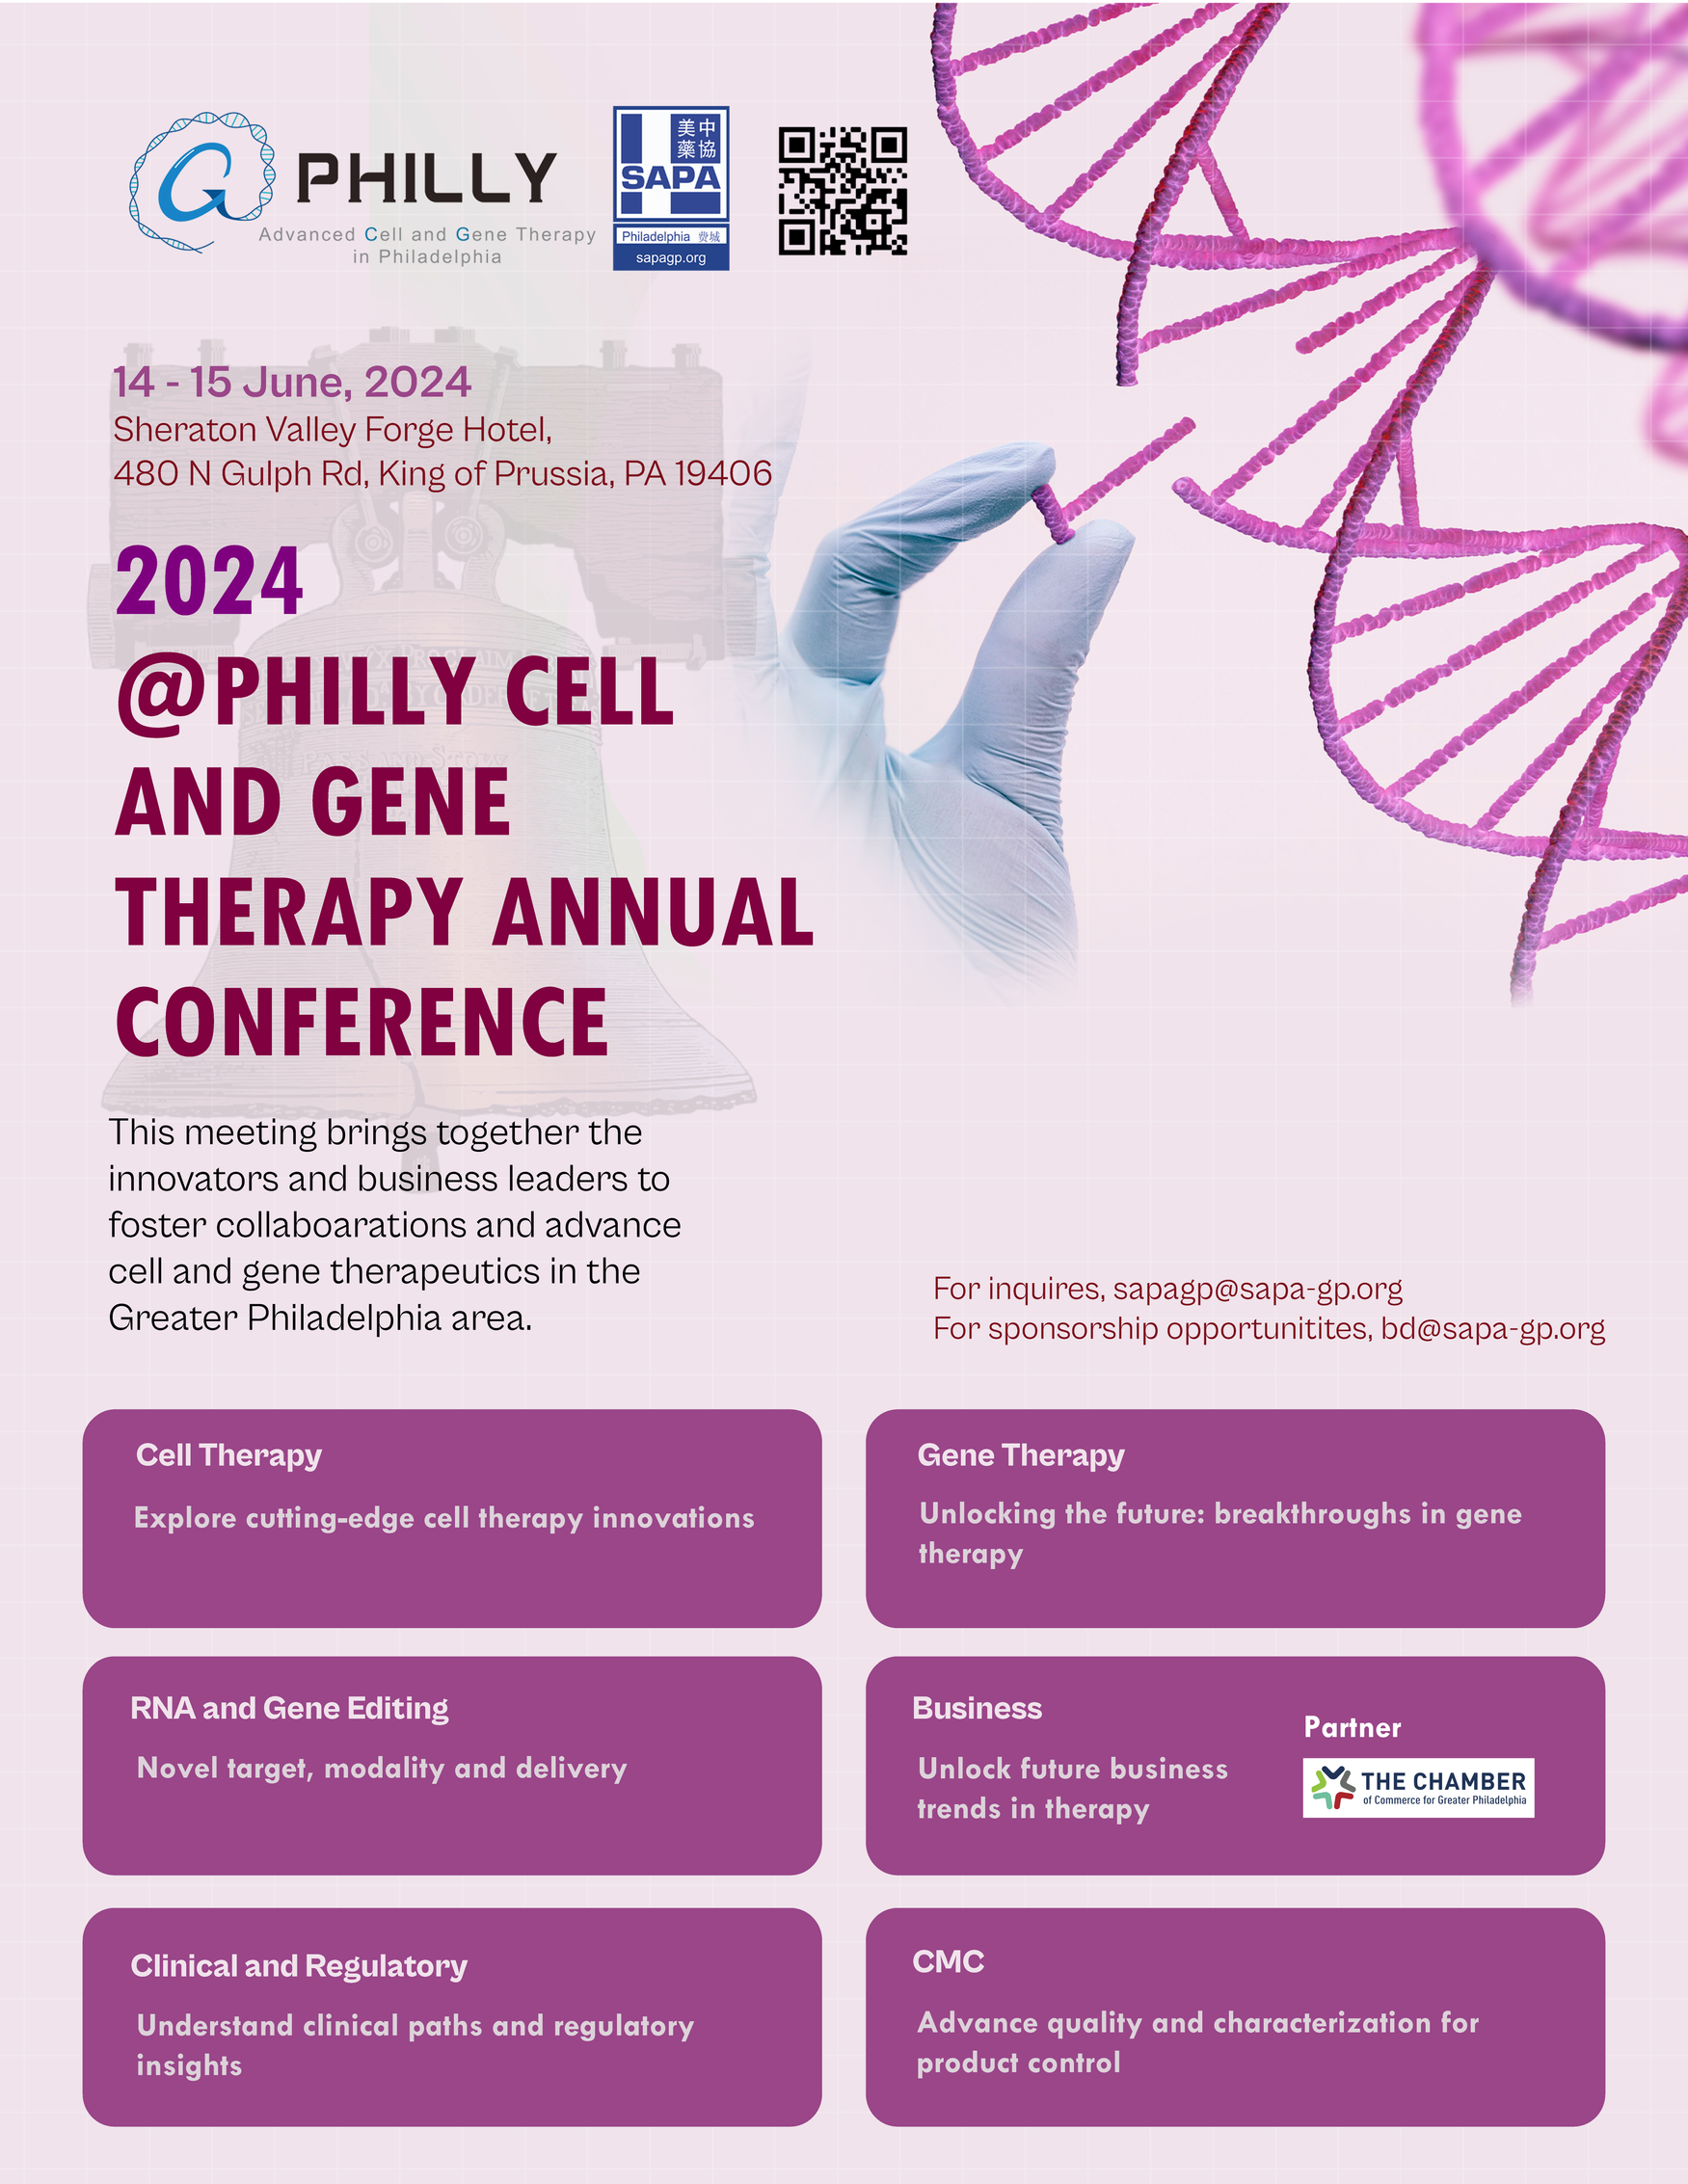 PHILLY
Advanced Cell and Gene Therapy
in Philadelphia
美中
藥協
SAPA
Philadelphia 费城
sapagp.org
14 - 15 June, 2024
Sheraton Valley Forge Hotel,
480 N Gulph Rd, King of Prussia, PA 19406
2024
@PHILLY CELL
AND GENE
THERAPY ANNUAL
CONFERENCE
This meeting brings together the
innovators and business leaders to
foster collaboarations and advance
cell and gene therapeutics in the
Greater Philadelphia area.
For inquires, sapagp@sapa-gp.org
For sponsorship opportunitites, bd@sapa-gp.org
Cell Therapy
Explore cutting-edge cell therapy innovations
Gene Therapy
Unlocking the future: breakthroughs in gene
therapy
RNA and Gene Editing
Novel target, modality and delivery
Business
Unlock future business
trends in therapy
Partner
THE CHAMBER
of Commerce for Greater Philadelphia
Clinical and Regulatory
Understand clinical paths and regulatory
insights
CMC
Advance quality and characterization for
product control